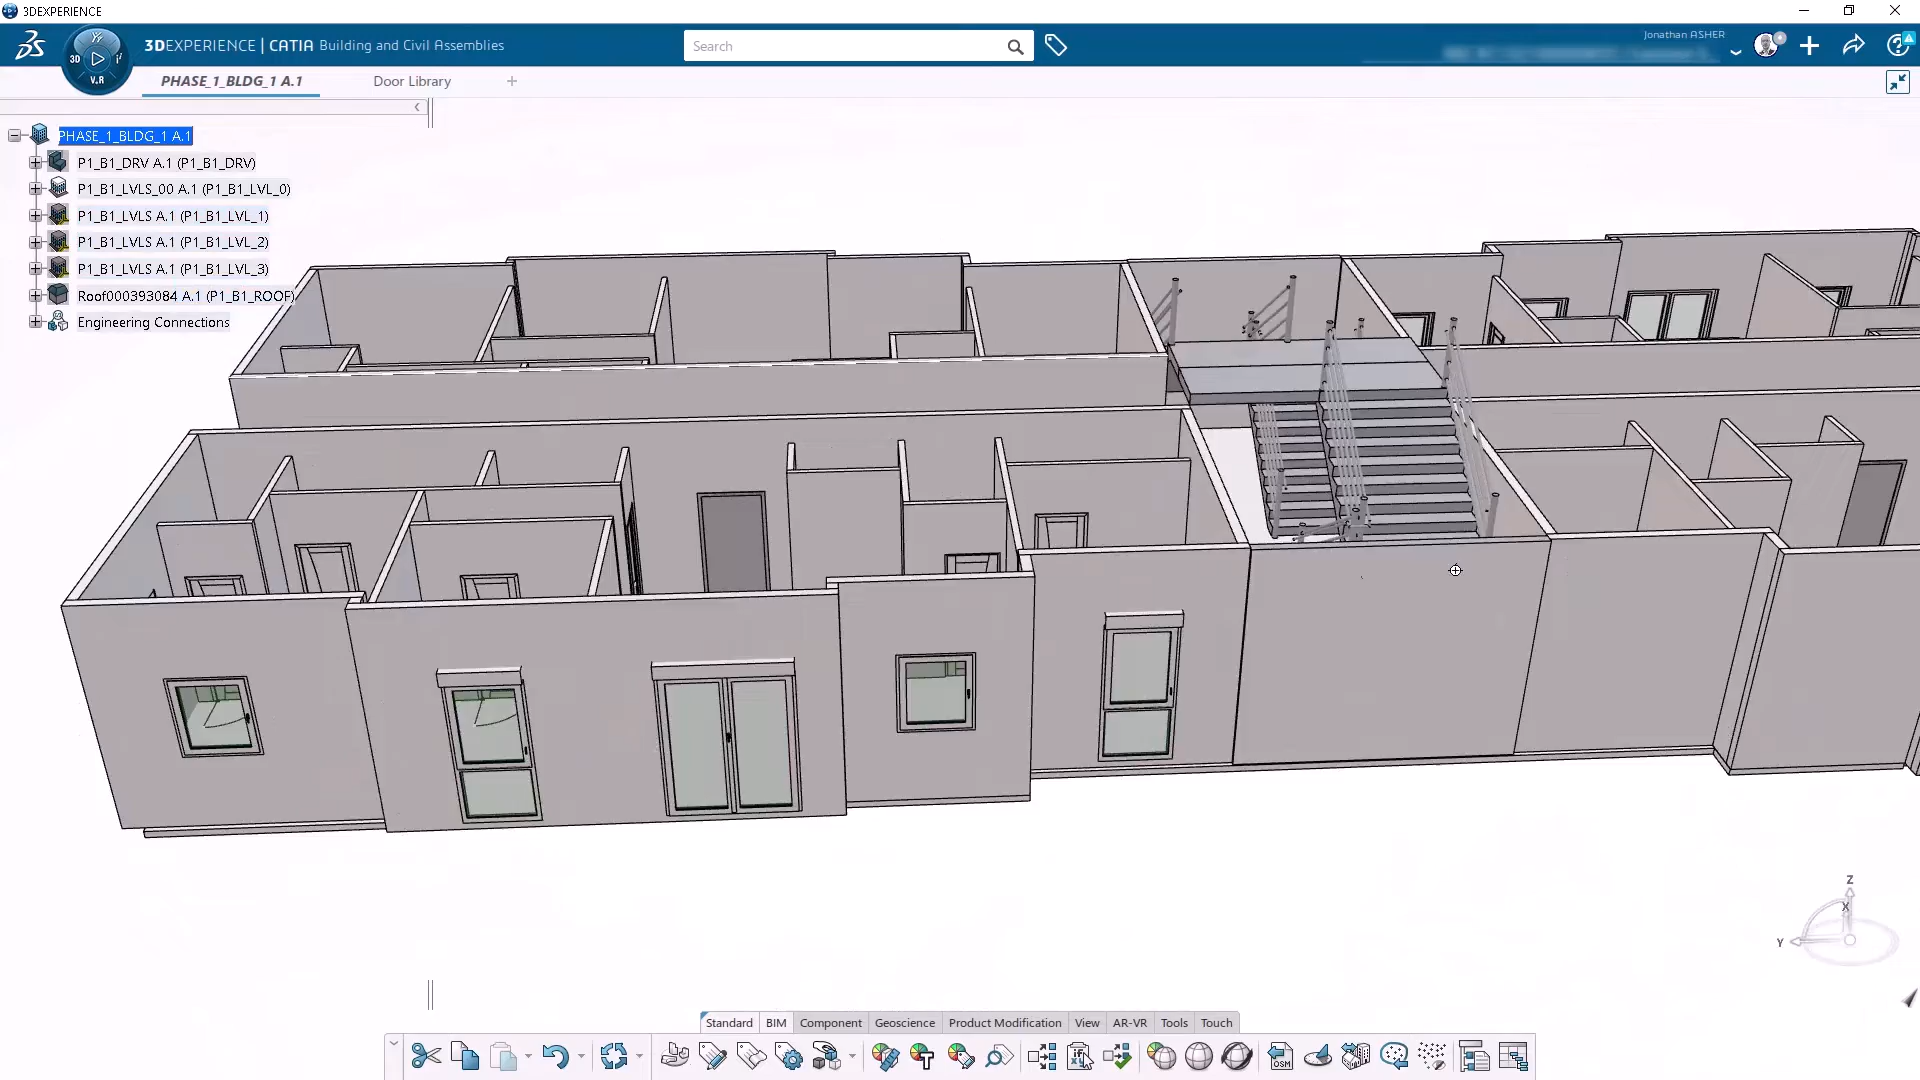 3DEXPERIENCE
3DEXPERIENCE | CATIA Building and Civil Assemblies
Search
Jonathan ASHER
3D
V.R
PHASE_1_BLDG_1 A.1
Door Library
PHASE_1_BLDG_1 A.1
P1_B1_DRV A.1 (P1_B1_DRV)
P1_B1_LVLS_00 A.1 (P1_B1_LVL_0)
P1_B1_LVLS A.1 (P1_B1_LVL_1)
P1_B1_LVLS A.1 (P1_B1_LVL_2)
P1_B1_LVLS A.1 (P1_B1_LVL_3)
Roof000393084 A.1 (P1_B1_ROOF)
Engineering Connections
Z
X
Y
Standard BIM Component Geoscience Product Modification View AR-VR Tools Touch
OSM